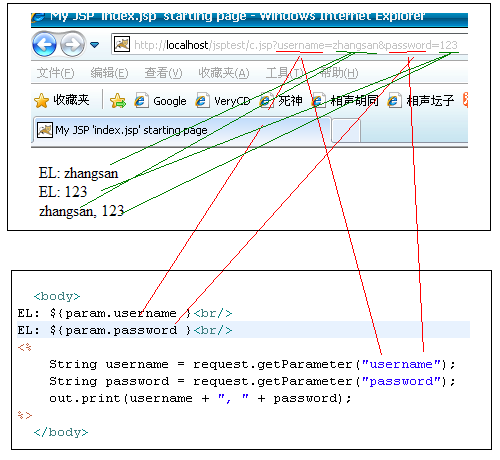 My JSP 'index.jsp' starting page - Windows Internet Explorer
http://localhost/jsptest/c.jsp?username=zhangsan&password=123
文件(F) 编辑(E) 查看(V) 收藏夹(A) 工具(T) 帮助(H)
收藏夹 Google VeryCD 死神 相声胡同 相声坛子
My JSP 'index.jsp' starting page
EL: zhangsan
EL: 123
zhangsan, 123
<body>
EL: ${param.username }<br/>
EL: ${param.password }<br/>
<%
String username = request.getParameter("username");
String password = request.getParameter("password");
out.print(username + ", " + password);
%>
</body>